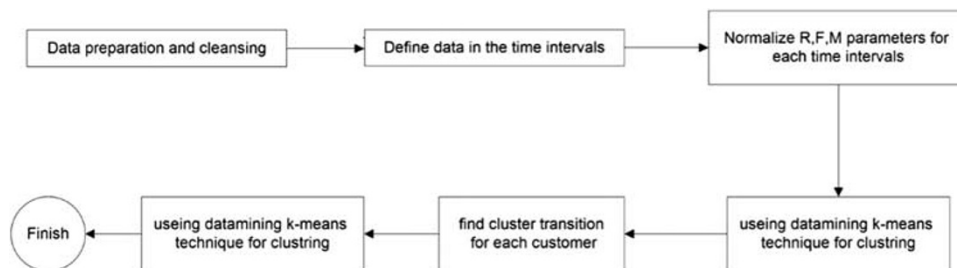 Data preparation and cleansing
Define data in the time intervals
Normalize R,F,M parameters for
each time intervals
useing datamining k-means
technique for clustring
find cluster transition
for each customer
useing datamining k-means
technique for clustring
Finish